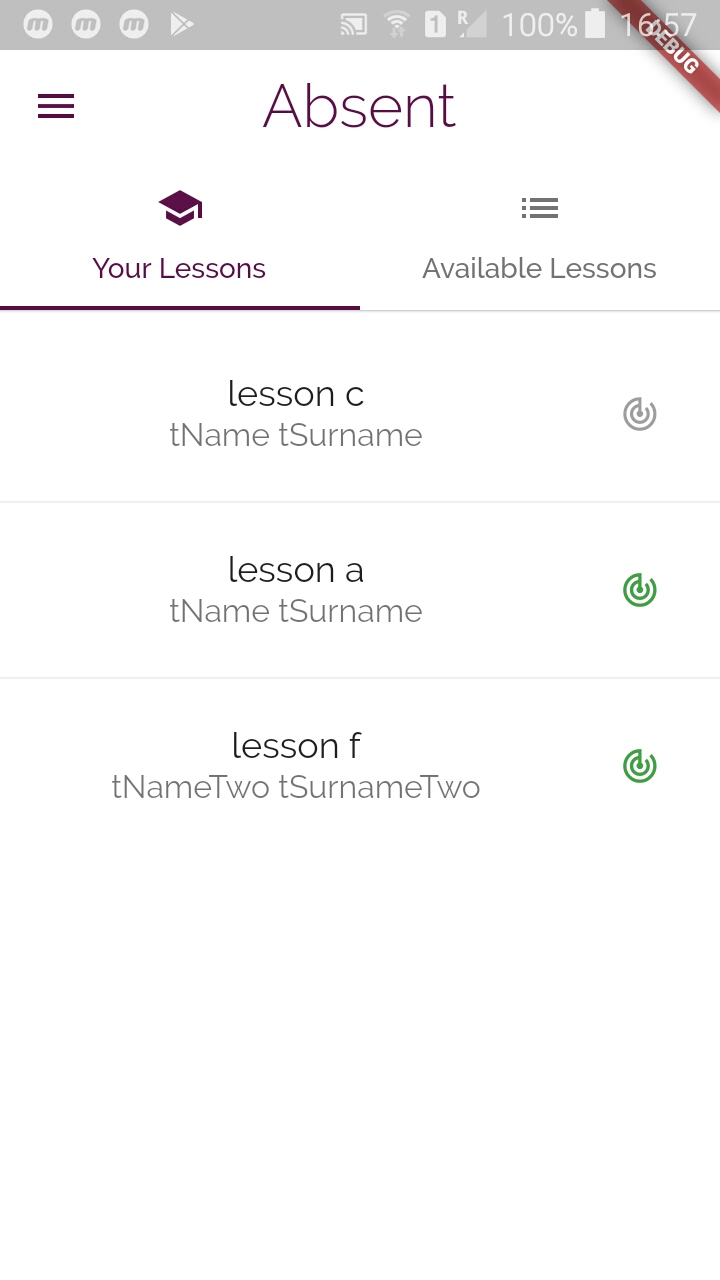 1 R 100% 16:57
DEBUG
Absent
Your Lessons Available Lessons
lesson c
tName tSurname
lesson a
tName tSurname
lesson f
tNameTwo tSurnameTwo